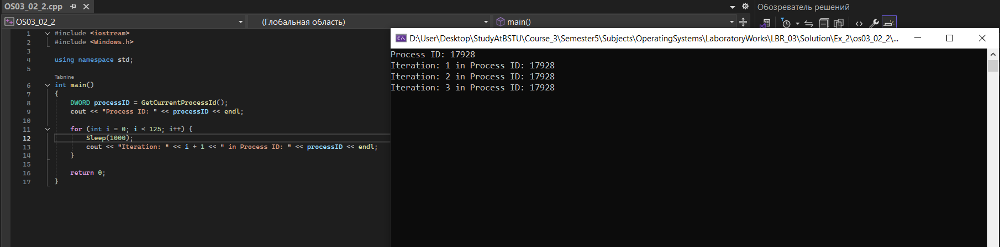 OS03_02_2.cpp
Обозреватель решений
OS03_02_2
(Глобальная область)
main()
1 #include <iostream>
2 #include <Windows.h>
3
4 using namespace std;
5
Tabnine
6 int main()
7 {
8 DWORD processID = GetCurrentProcessId();
9 cout << "Process ID: " << processID << endl;
10
11 for (int i = 0; i < 125; i++) {
12 Sleep(1000);
13 cout << "Iteration: " << i + 1 << " in Process ID: " << processID << endl;
14 }
15
16 return 0;
17 }
C:\ D:\User\Desktop\StudyAtBSTU\Course_3\Semester5\Subjects\OperatingSystems\LaboratoryWorks\LBR_03\Solution\Ex_2\os03_02_2\...
Process ID: 17928
Iteration: 1 in Process ID: 17928
Iteration: 2 in Process ID: 17928
Iteration: 3 in Process ID: 17928